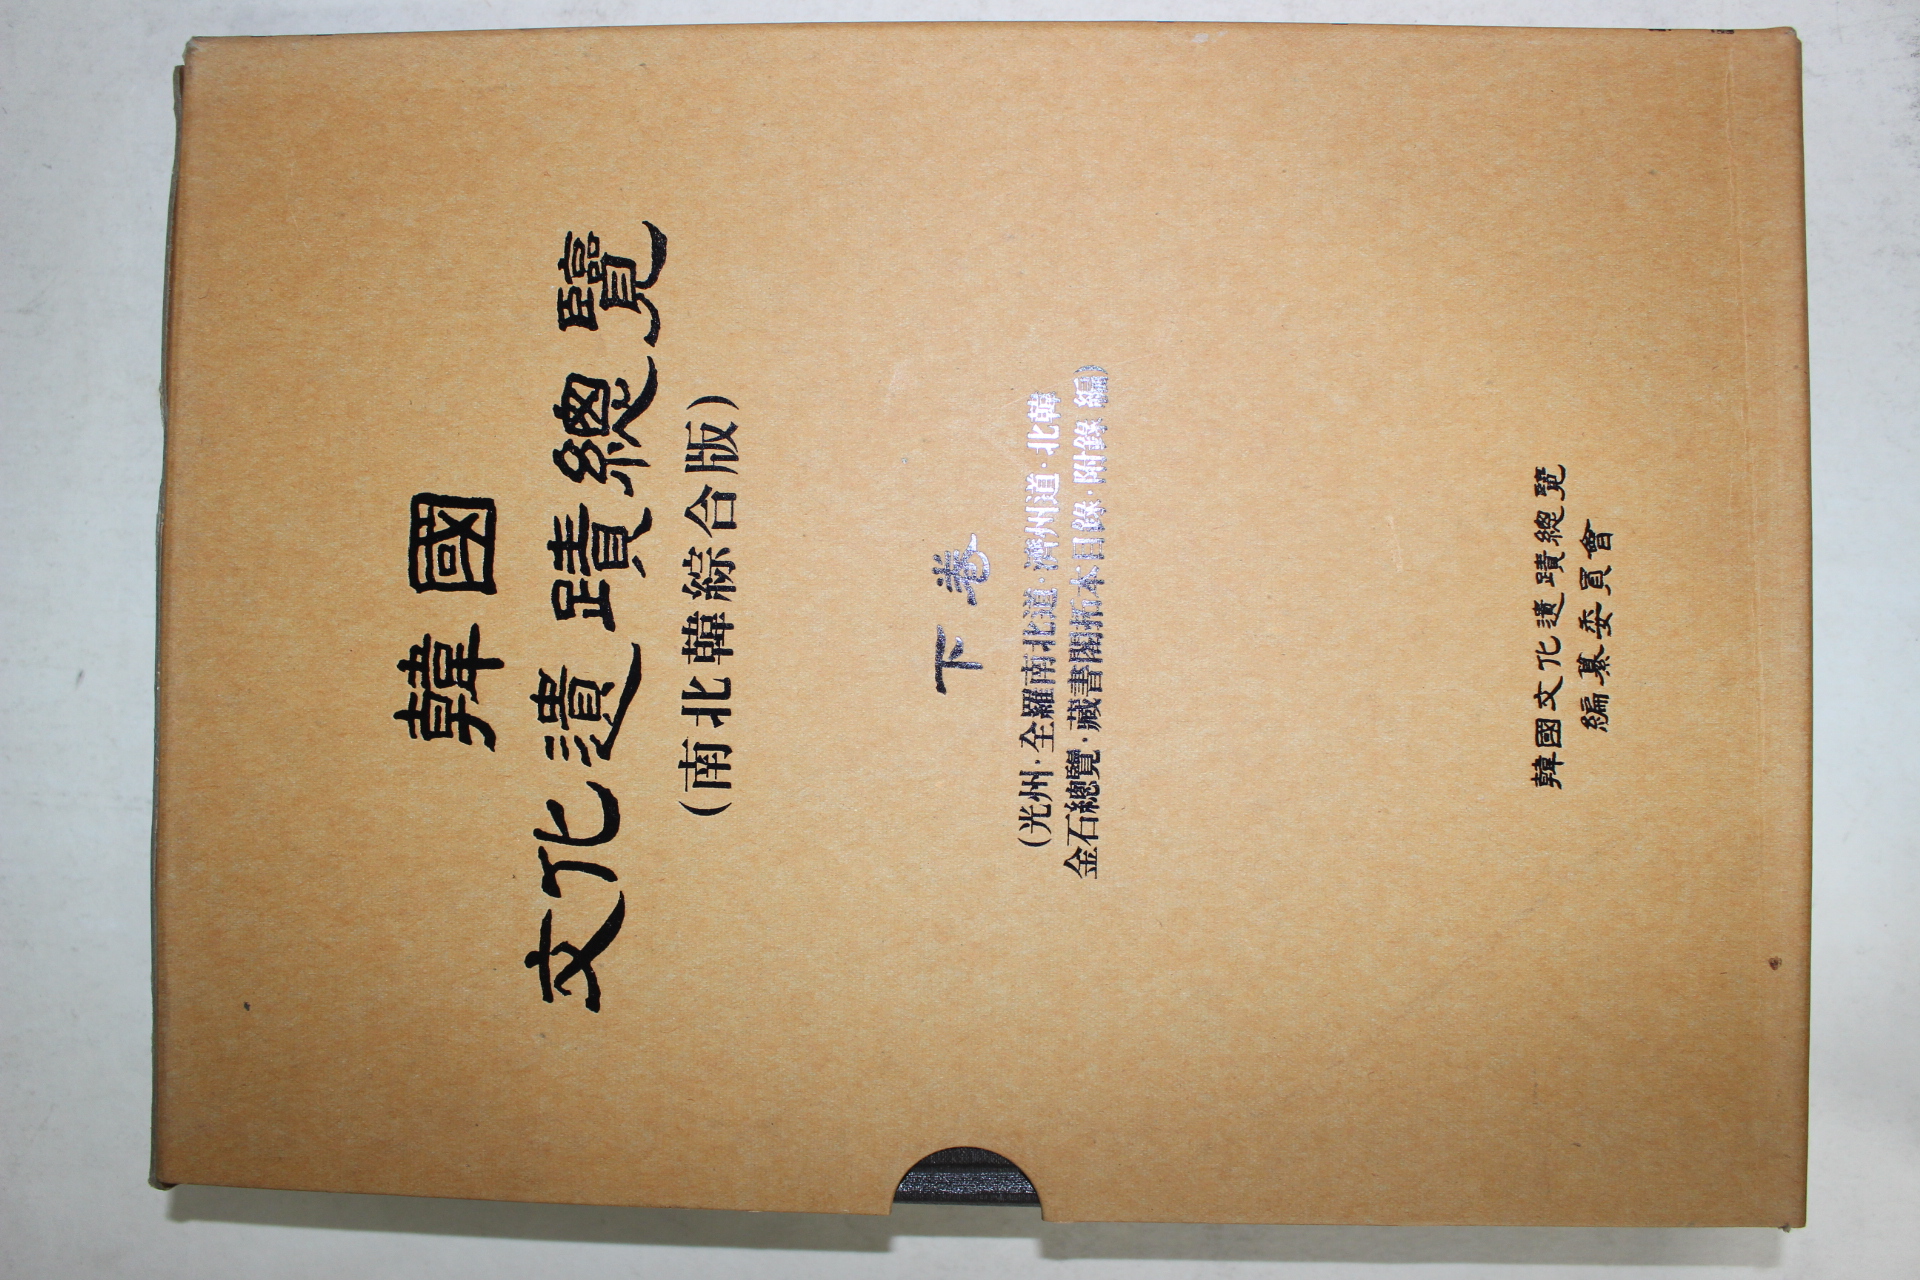 韓國
文化遺蹟總覽
(南北韓綜合版)
下卷
(光州·全羅南北道·濟州道·北韓
金石總覽·藏書閣拓本目錄·附錄 編)
韓國文化遺蹟總覽
編纂委員會